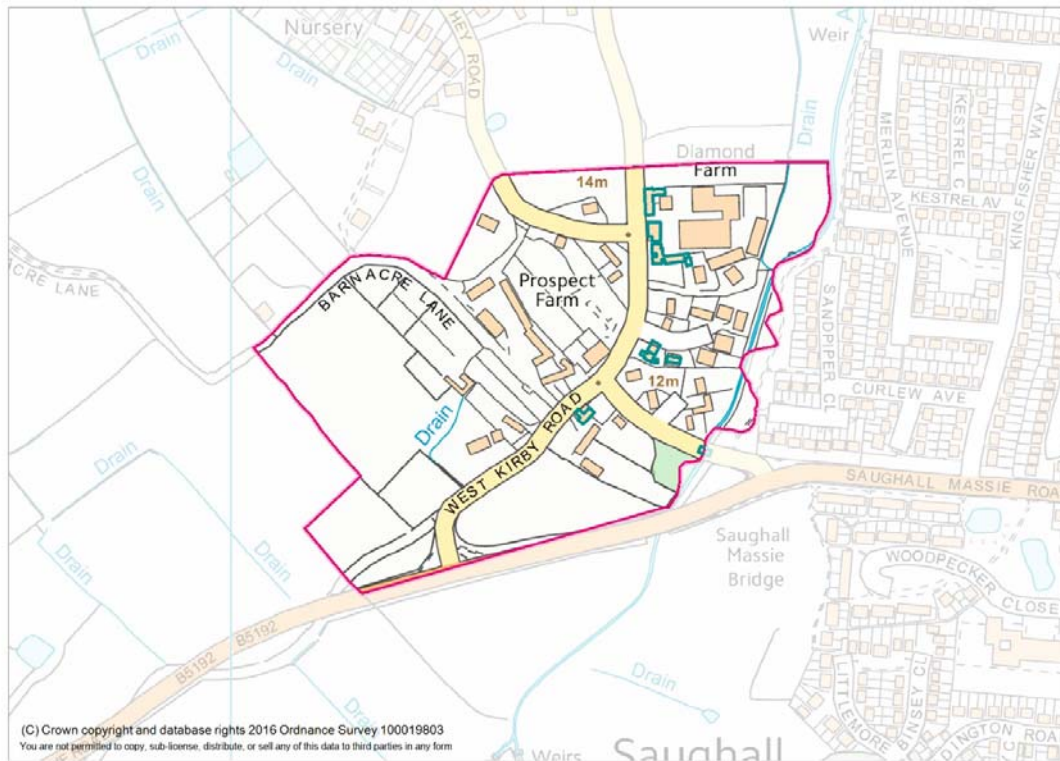 Nursery
Drain
Drain
HEY ROAD
Weir
Drain
MERLIN AVENUE
KESTREL C
KINGFISHER WAY
KESTREL AV
Diamond
Farm
14m
Drain
ACRE LANE
BARNACRE LANE
Prospect
Farm
SANDPIPER CL
CURLEW AVE
12m
Drain
WEST KIRBY ROAD
SAUGHALL MASSIE ROA
Drain
Drain
Saughall
Massie
Bridge
WOODPECKER CLOSE
B5192
B5192
Drain
LITTLEMORE
BINSEY CL
DINGTON ROA
Weirs
Saughall
(C) Crown copyright and database rights 2016 Ordnance Survey 100019803
You are not permitted to copy, sub-license, distribute, or sell any of this data to third parties in any form